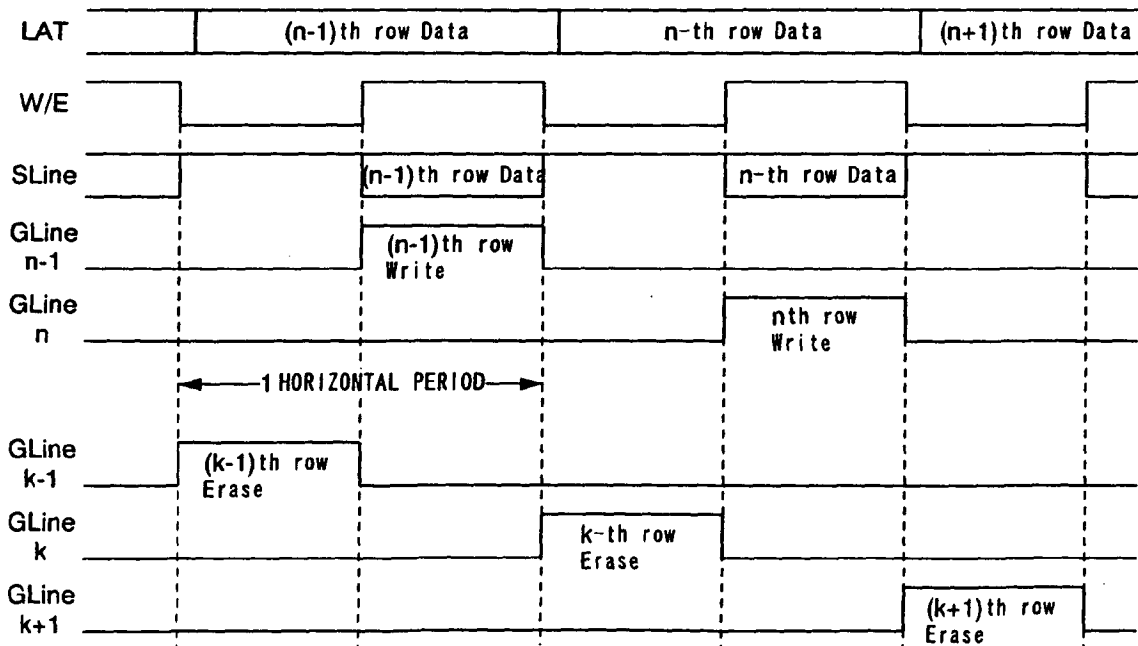 LAT
(n-1)th row Data
n-th row Data
(n+1)th row Data
W/E
SLine
(n-1)th row Data
n-th row Data
GLine
n-1
(n-1)th row
Write
GLine
n
nth row
Write
1 HORIZONTAL PERIOD
GLine
k-1
(k-1)th row
Erase
GLine
k
k-th row
Erase
GLine
k+1
(k+1)th row
Erase